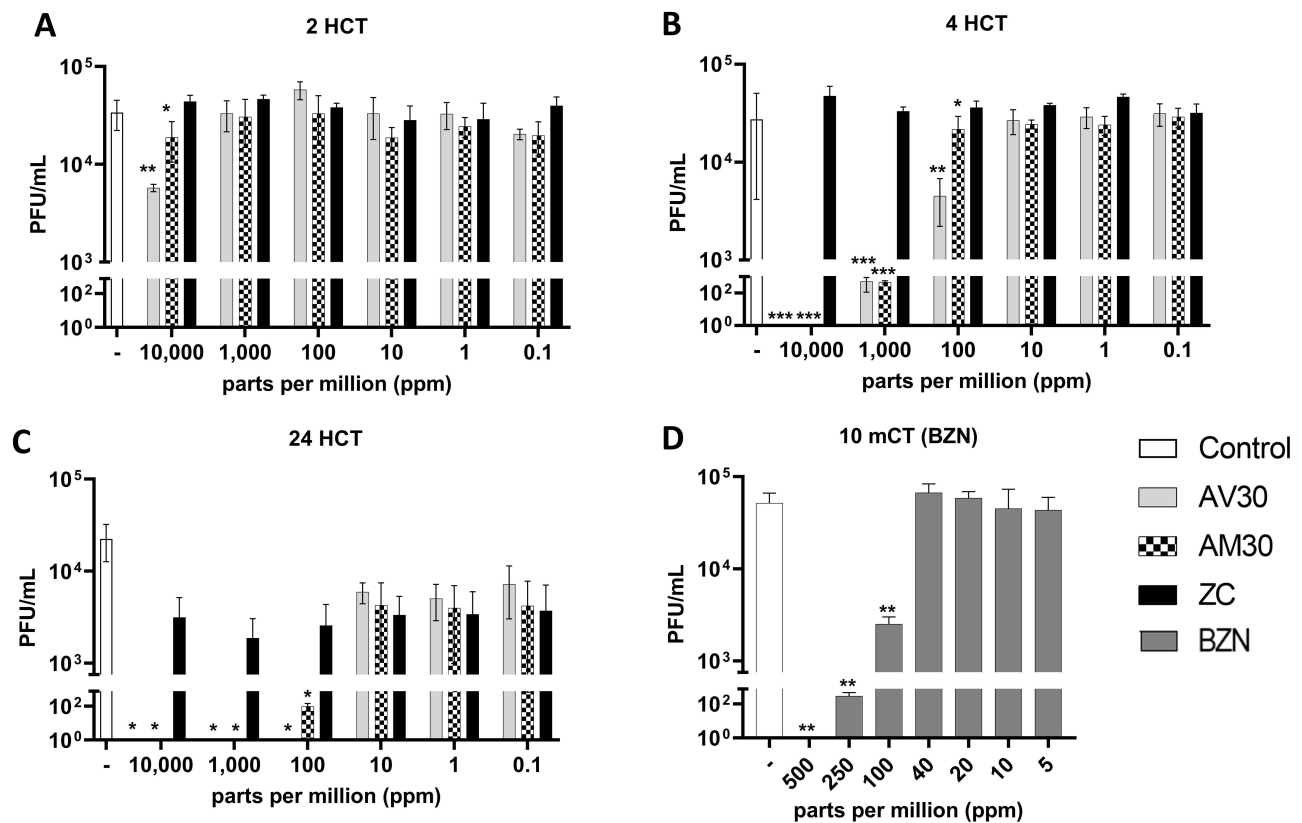 A
2 HCT
10⁵
10⁴
10³
10²
10⁰
PFU/mL
** *
- 10,000 1,000 100 10 1 0.1
parts per million (ppm)
B
4 HCT
10⁵
10⁴
10³
10²
10⁰
PFU/mL
*** *** *** *** ** *
- 10,000 1,000 100 10 1 0.1
parts per million (ppm)
C
24 HCT
10⁵
10⁴
10³
10²
10⁰
PFU/mL
* * * * * *
- 10,000 1,000 100 10 1 0.1
parts per million (ppm)
D
10 mCT (BZN)
10⁵
10⁴
10³
10²
10⁰
PFU/mL
** ** **
- 500 250 100 40 20 10 5
parts per million (ppm)
Control
AV30
AM30
ZC
BZN